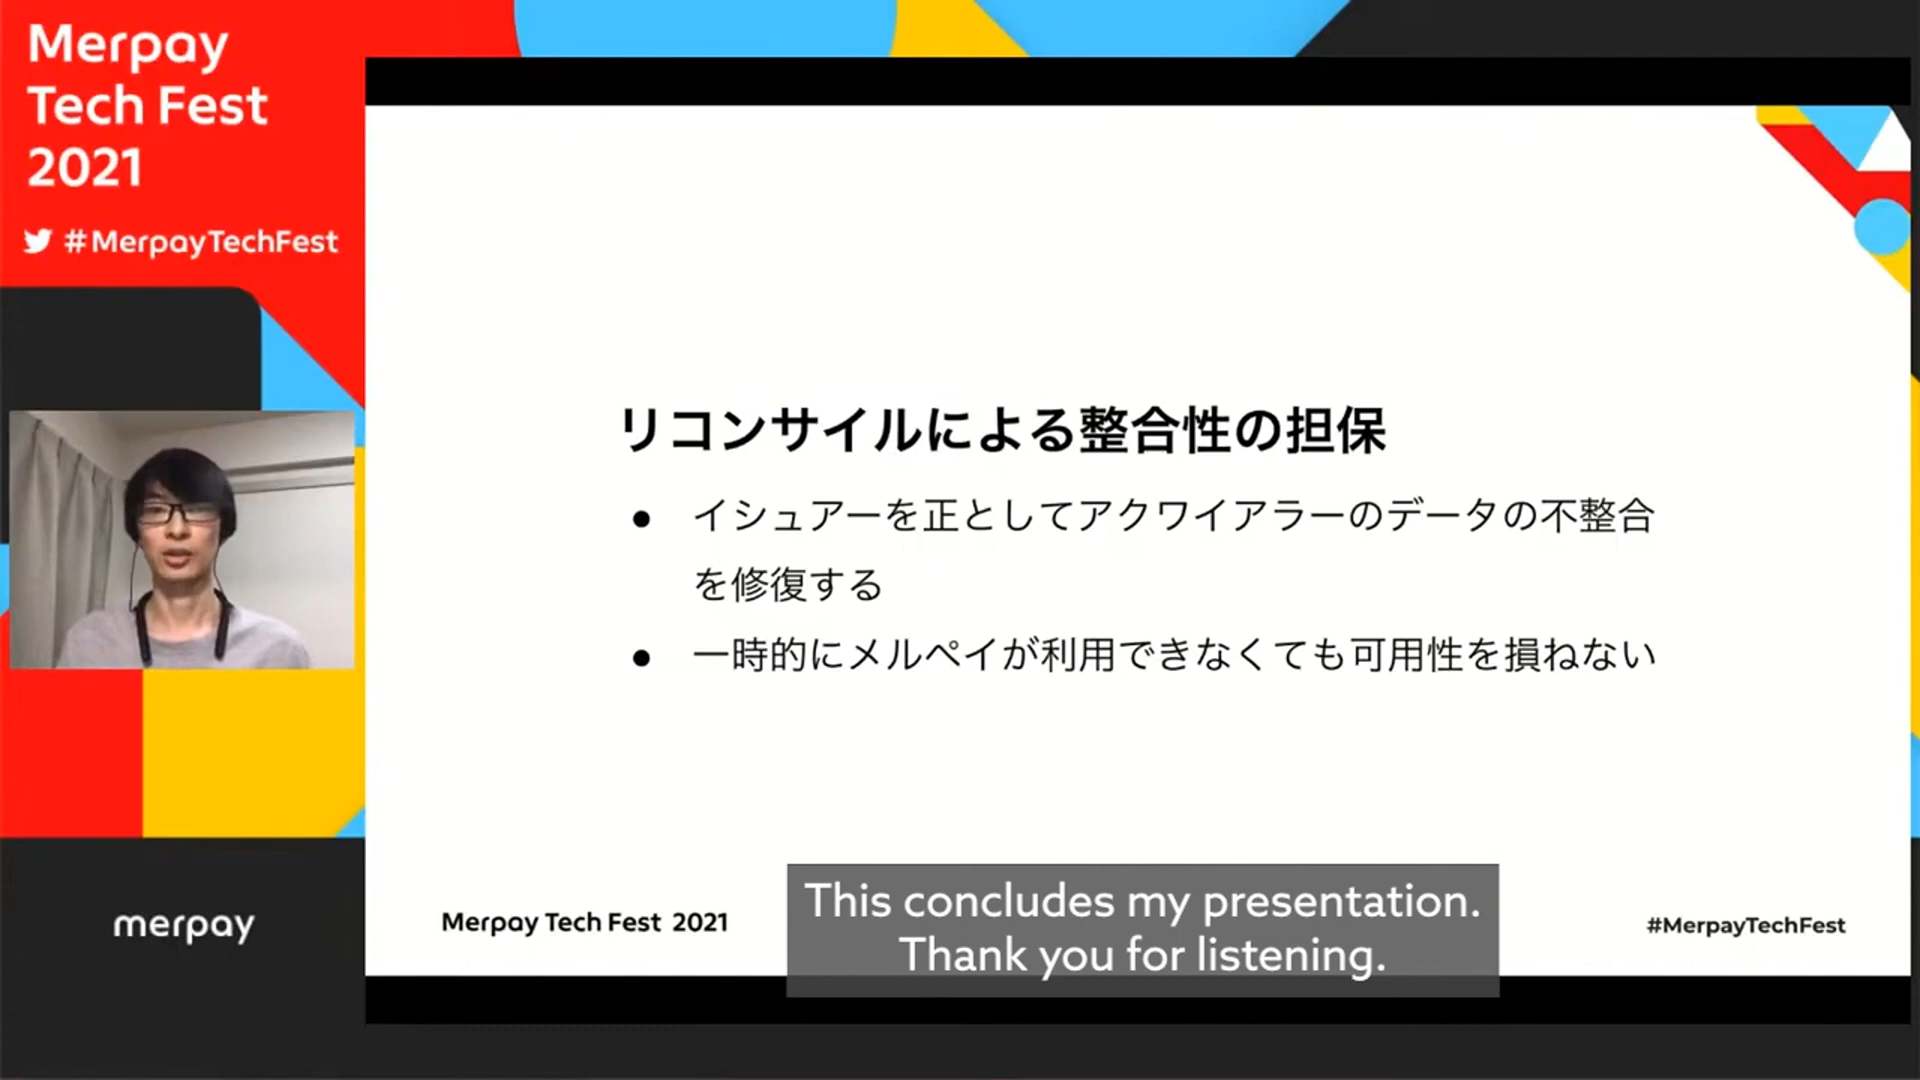 Merpay
Tech Fest
2021
#MerpayTechFest
リコンサイルによる整合性の担保
● イシュアーを正としてアクワイアラーのデータの不整合
を修復する
● 一時的にメルペイが利用できなくても可用性を損ねない
merpay
Merpay Tech Fest 2021
#MerpayTechFest
This concludes my presentation.
Thank you for listening.